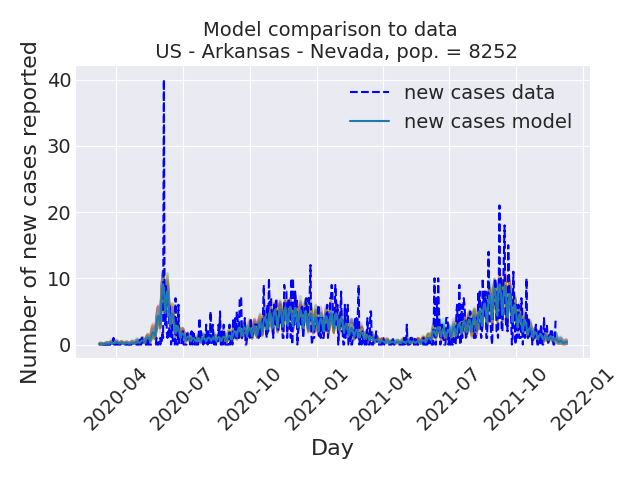 Model comparison to data
US - Arkansas - Nevada, pop. = 8252
Number of new cases reported
40
30
20
10
0
new cases data
new cases model
2020-04
2020-07
2020-10
2021-01
2021-04
2021-07
2021-10
2022-01
Day